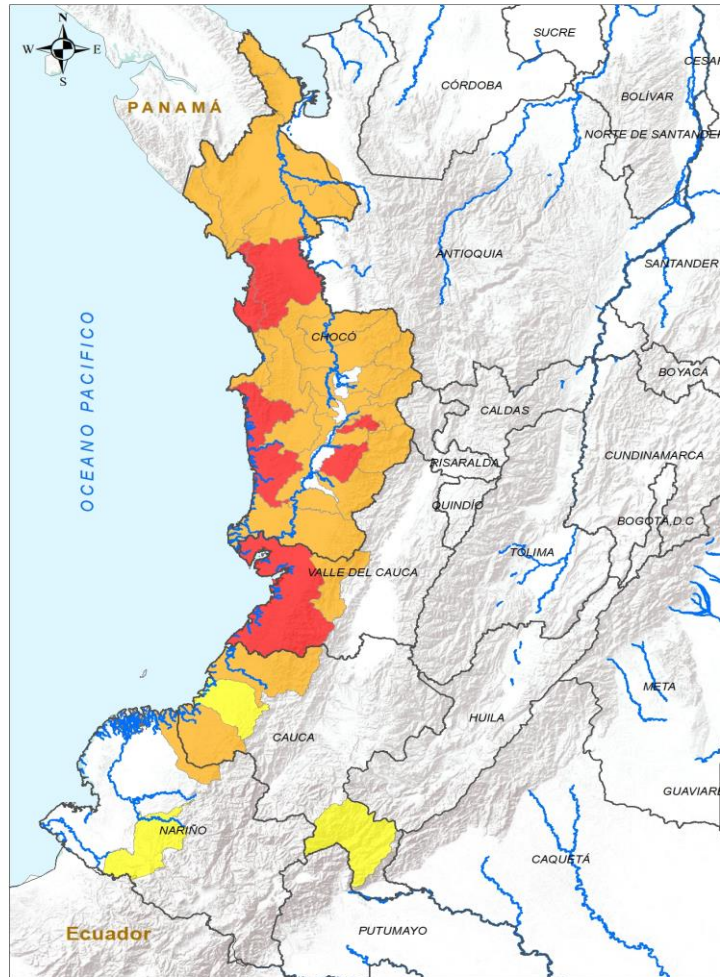 N
W E
S
SUCRE
CESAR
CÓRDOBA
BOLÍVAR
PANAMÁ
NORTE DE SANTANDER
ANTIOQUIA
SANTANDER
OCEANO PACIFICO
CHOCÓ
BOYACA
CALDAS
CUNDINAMARCA
RISARALDA
QUINDÍO
BOGOTÁ, D.C
TOLIMA
VALLE DEL CAUCA
META
HUILA
CAUCA
GUAVIARE
NARIÑO
CAQUETÁ
PUTUMAYO
Ecuador